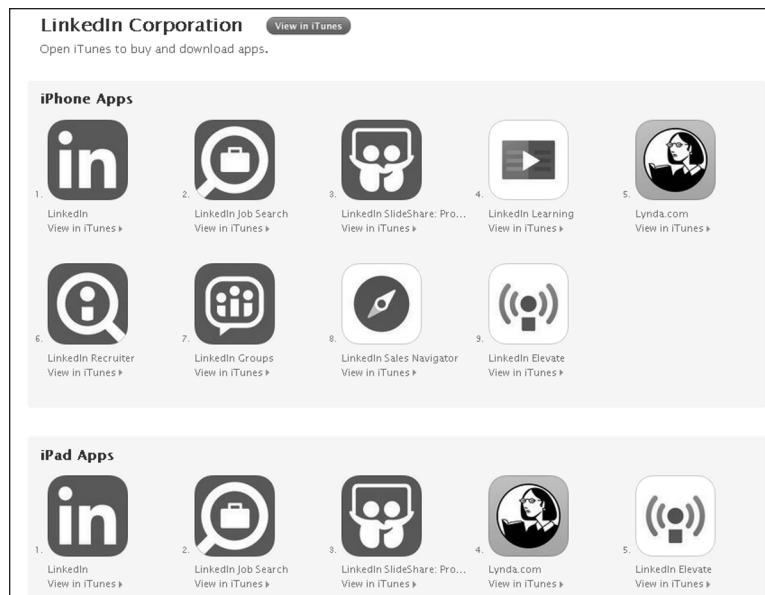 LinkedIn Corporation View in iTunes
Open iTunes to buy and download apps.
iPhone Apps
in
1. LinkedIn
View in iTunes
2. LinkedIn Job Search
View in iTunes
3. LinkedIn SlideShare: Pro...
View in iTunes
4. LinkedIn Learning
View in iTunes
5. Lynda.com
View in iTunes
6. LinkedIn Recruiter
View in iTunes
7. LinkedIn Groups
View in iTunes
8. LinkedIn Sales Navigator
View in iTunes
9. LinkedIn Elevate
View in iTunes
iPad Apps
in
1. LinkedIn
View in iTunes
2. LinkedIn Job Search
View in iTunes
3. LinkedIn SlideShare: Pro...
View in iTunes
4. Lynda.com
View in iTunes
5. LinkedIn Elevate
View in iTunes